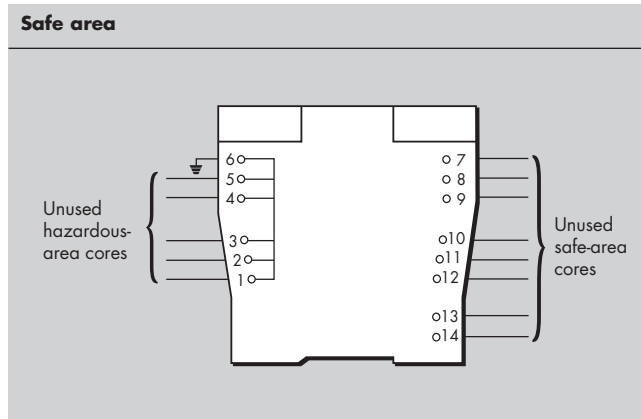 Safe area
6
5
4
3
2
1
7
8
9
10
11
12
13
14
Unused
hazardous-
area cores
Unused
safe-area
cores